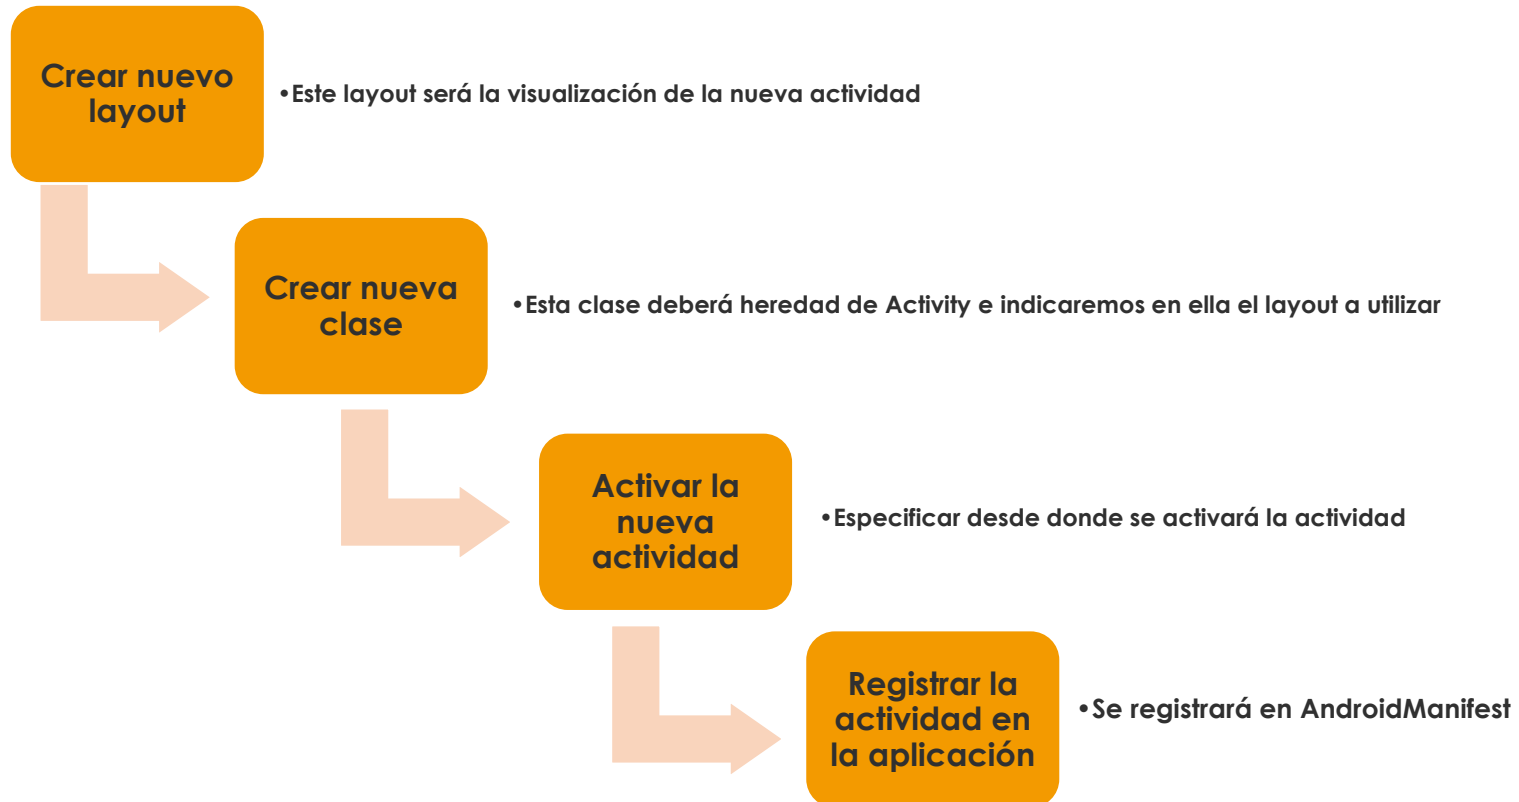 Crear nuevo
layout
•Este layout será la visualización de la nueva actividad
Crear nueva
clase
•Esta clase deberá heredad de Activity e indicaremos en ella el layout a utilizar
Activar la
nueva
actividad
•Especificar desde donde se activará la actividad
Registrar la
actividad en
la aplicación
•Se registrará en AndroidManifest